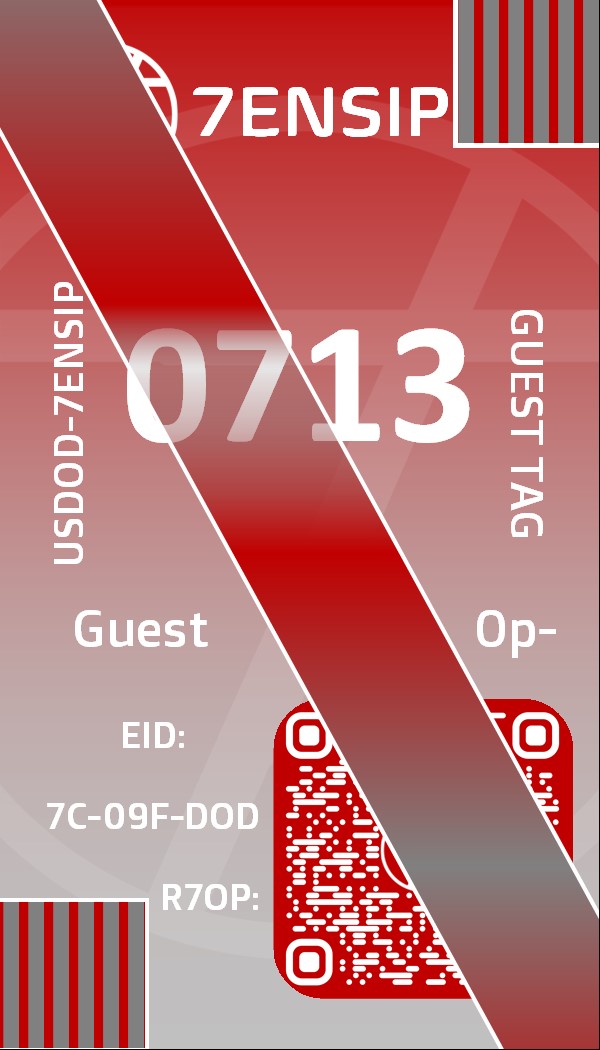 7ENSIP
USDOD-7ENSIP
0713
GUEST TAG
Guest
Op-
EID:
7C-09F-DOD
R7OP: